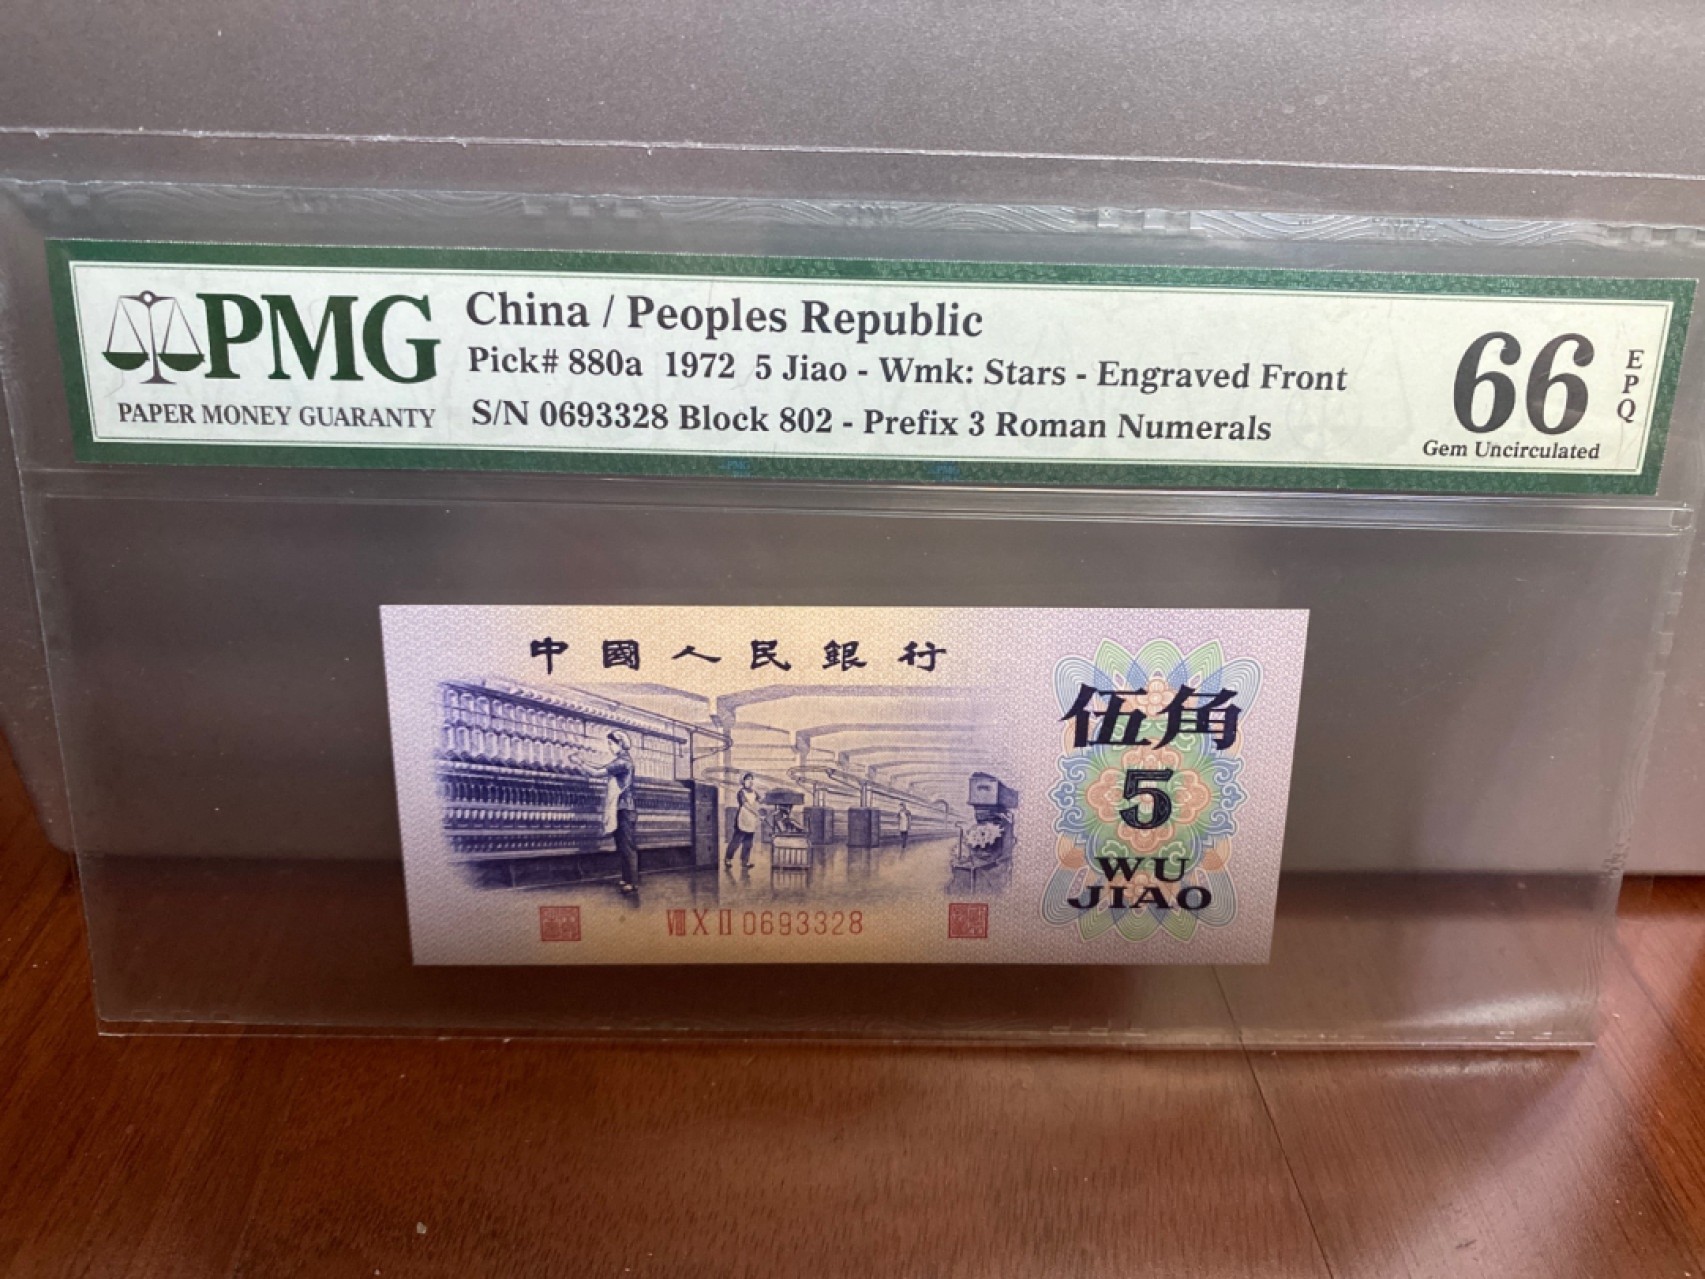 PMG
PAPER MONEY GUARANTY
China / Peoples Republic
Pick# 880a 1972 5 Jiao - Wmk: Stars - Engraved Front
S/N 0693328 Block 802 - Prefix 3 Roman Numerals
66
EPQ
Gem Uncirculated
中國人民銀行
伍角
5
WU
JIAO
Ⅷ Ⅹ Ⅱ 0693328